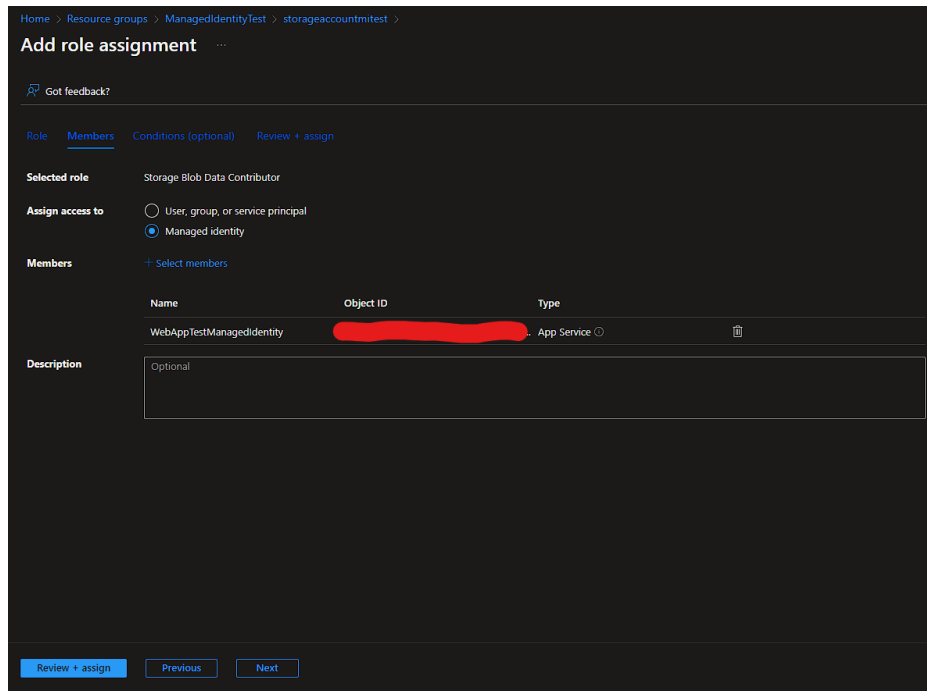 Home > Resource groups > ManagedIdentityTest > storageaccountmitest >
Add role assignment ...
Got feedback?
Role Members Conditions (optional) Review + assign
Selected role Storage Blob Data Contributor
Assign access to User, group, or service principal
Managed identity
Members + Select members
Name Object ID Type
WebAppTestManagedIdentity .. App Service
Description Optional
Review + assign Previous Next